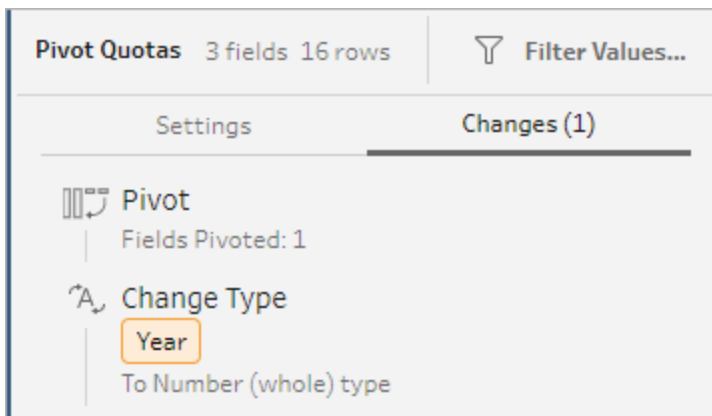 Pivot Quotas 3 fields 16 rows Filter Values...
Settings Changes (1)
Pivot
Fields Pivoted: 1
Change Type
Year
To Number (whole) type